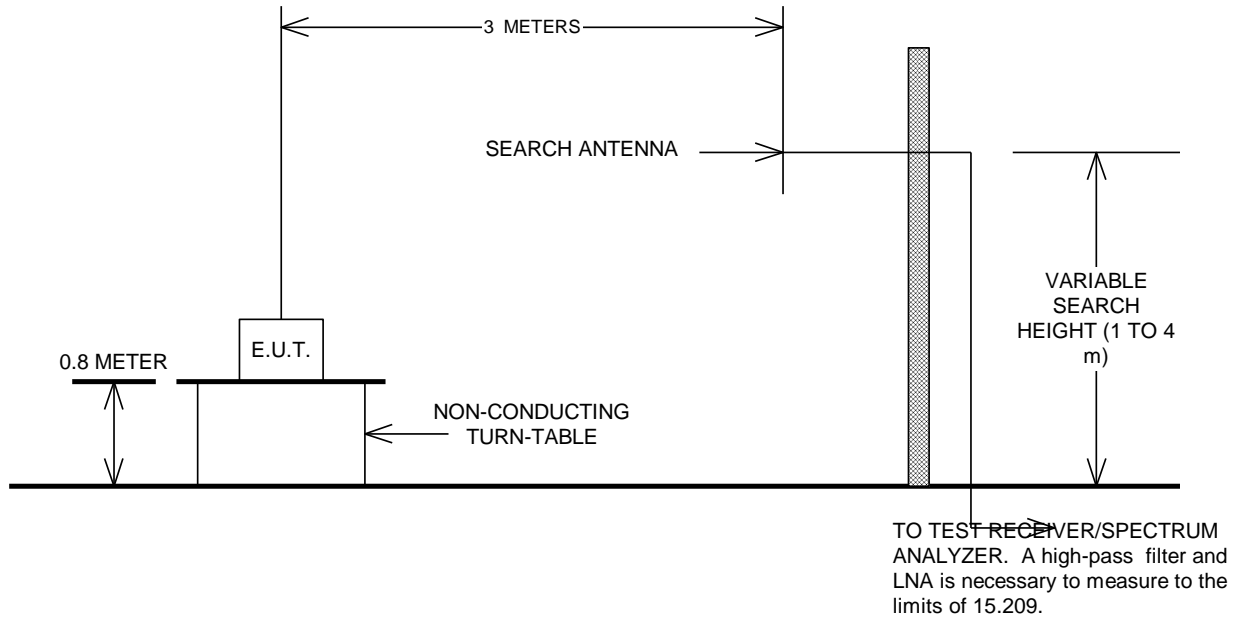 3 METERS
SEARCH ANTENNA
VARIABLE
SEARCH
HEIGHT (1 TO 4
m)
E.U.T.
0.8 METER
NON-CONDUCTING
TURN-TABLE
TO TEST RECEIVER/SPECTRUM
ANALYZER. A high-pass filter and
LNA is necessary to measure to the
limits of 15.209.